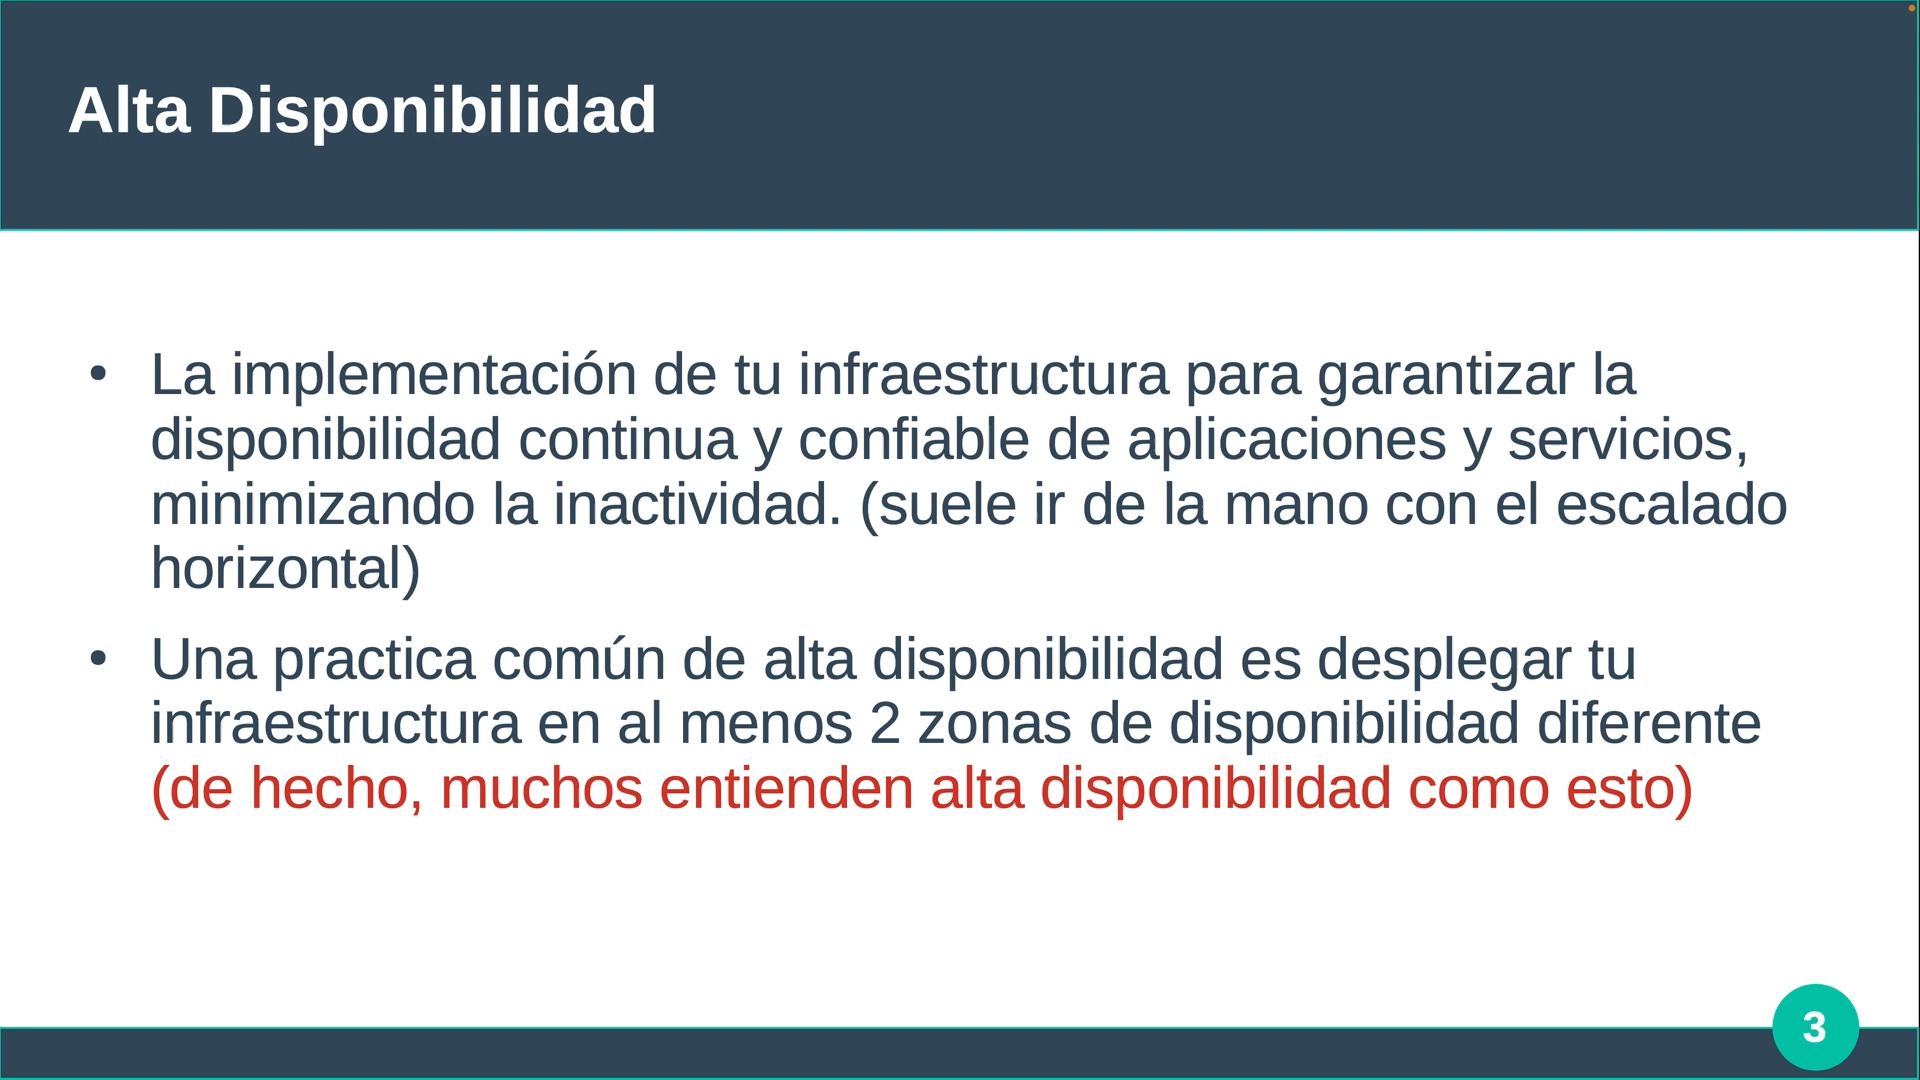 Alta Disponibilidad
• La implementación de tu infraestructura para garantizar la
disponibilidad continua y confiable de aplicaciones y servicios,
minimizando la inactividad. (suele ir de la mano con el escalado
horizontal)
• Una practica común de alta disponibilidad es desplegar tu
infraestructura en al menos 2 zonas de disponibilidad diferente
(de hecho, muchos entienden alta disponibilidad como esto)
3